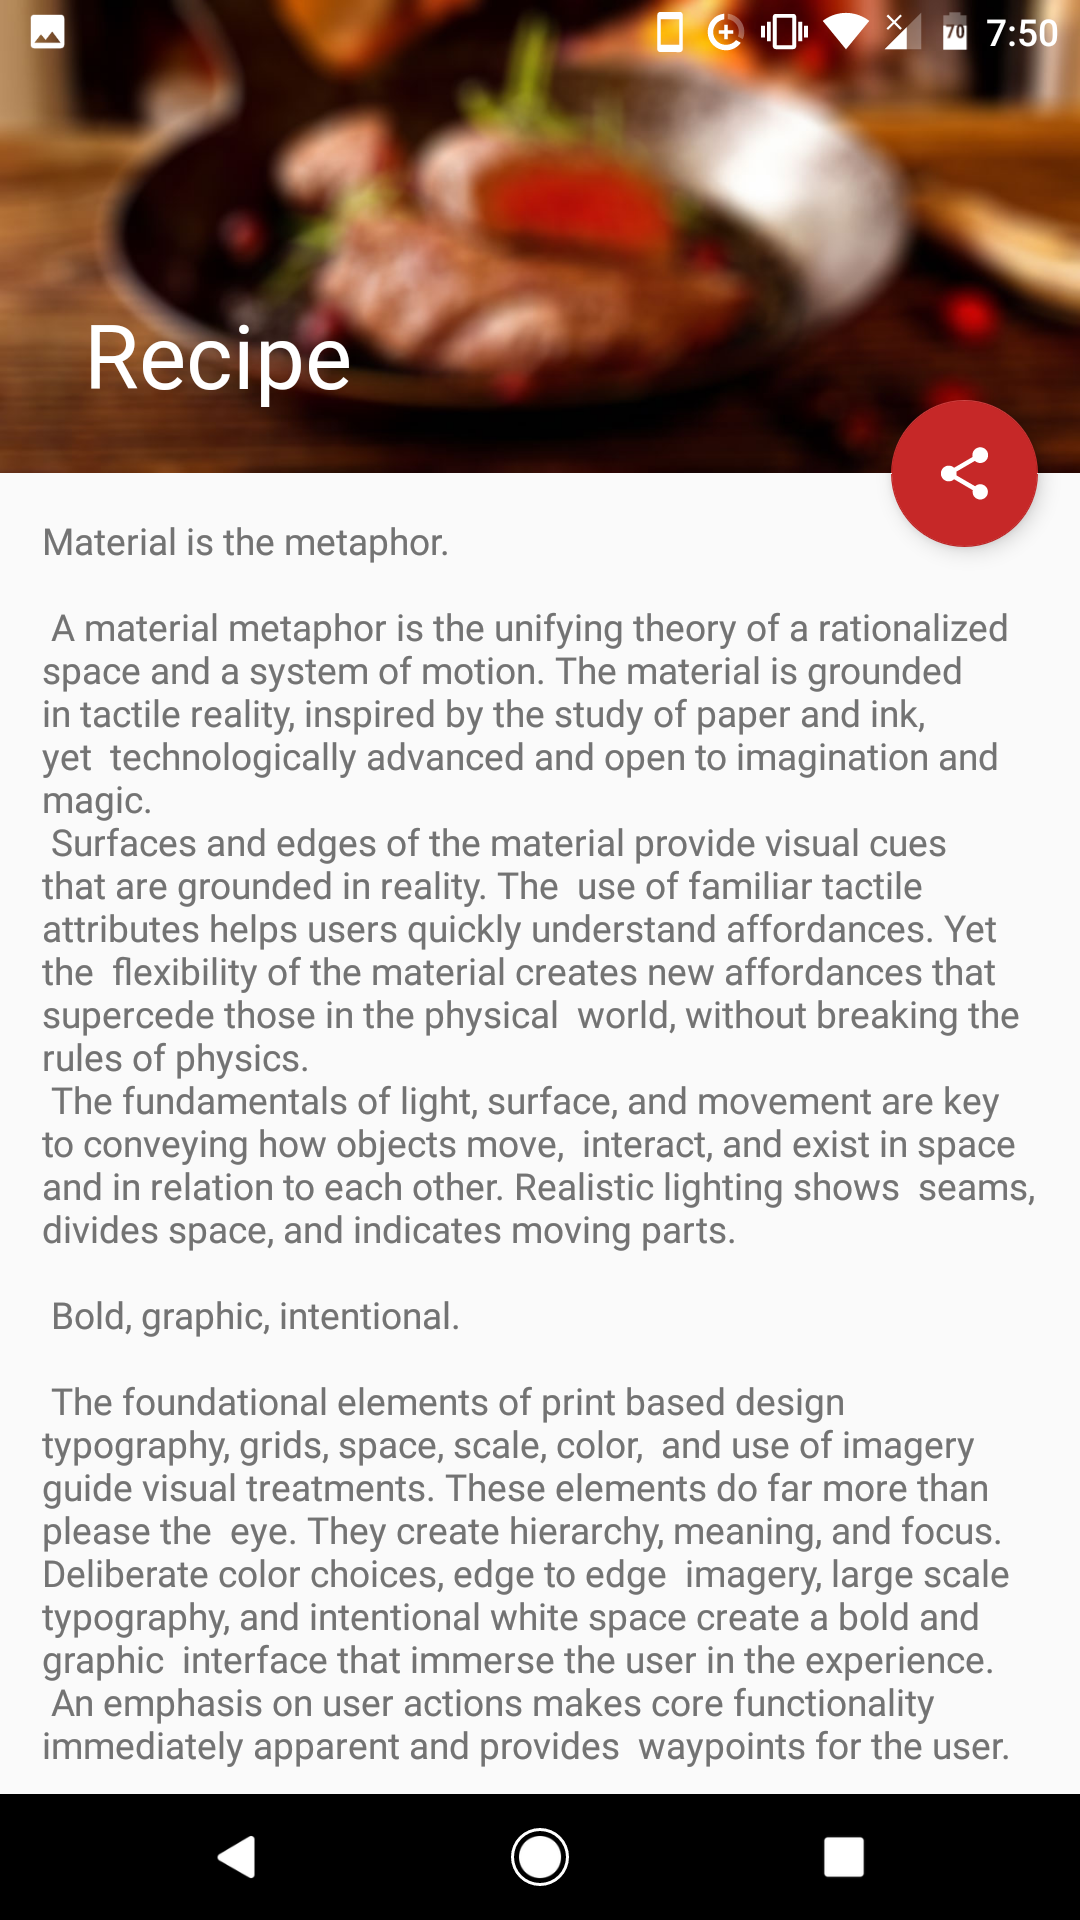 70 7:50
Recipe
Material is the metaphor.
A material metaphor is the unifying theory of a rationalized
space and a system of motion. The material is grounded
in tactile reality, inspired by the study of paper and ink,
yet  technologically advanced and open to imagination and
magic.
Surfaces and edges of the material provide visual cues
that are grounded in reality. The  use of familiar tactile
attributes helps users quickly understand affordances. Yet
the  flexibility of the material creates new affordances that
supercede those in the physical  world, without breaking the
rules of physics.
The fundamentals of light, surface, and movement are key
to conveying how objects move,  interact, and exist in space
and in relation to each other. Realistic lighting shows  seams,
divides space, and indicates moving parts.
Bold, graphic, intentional.
The foundational elements of print based design
typography, grids, space, scale, color,  and use of imagery
guide visual treatments. These elements do far more than
please the  eye. They create hierarchy, meaning, and focus.
Deliberate color choices, edge to edge  imagery, large scale
typography, and intentional white space create a bold and
graphic  interface that immerse the user in the experience.
An emphasis on user actions makes core functionality
immediately apparent and provides  waypoints for the user.